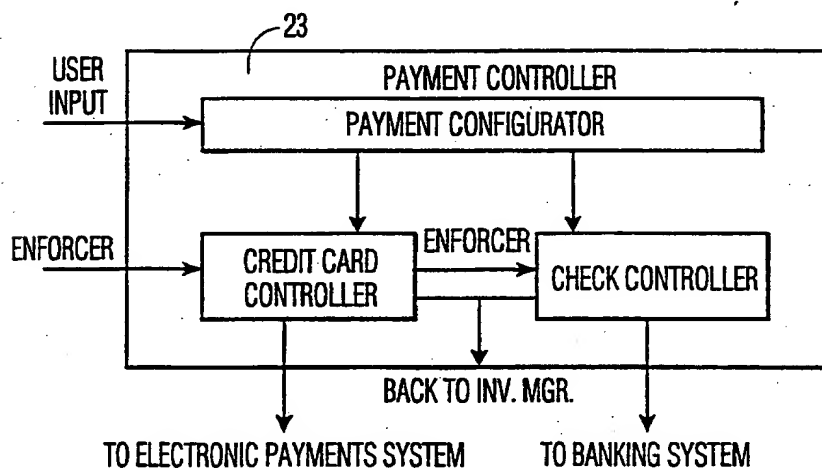 23
USER
INPUT
PAYMENT CONTROLLER
PAYMENT CONFIGURATOR
ENFORCER
CREDIT CARD
CONTROLLER
ENFORCER
CHECK CONTROLLER
BACK TO INV. MGR.
TO ELECTRONIC PAYMENTS SYSTEM
TO BANKING SYSTEM